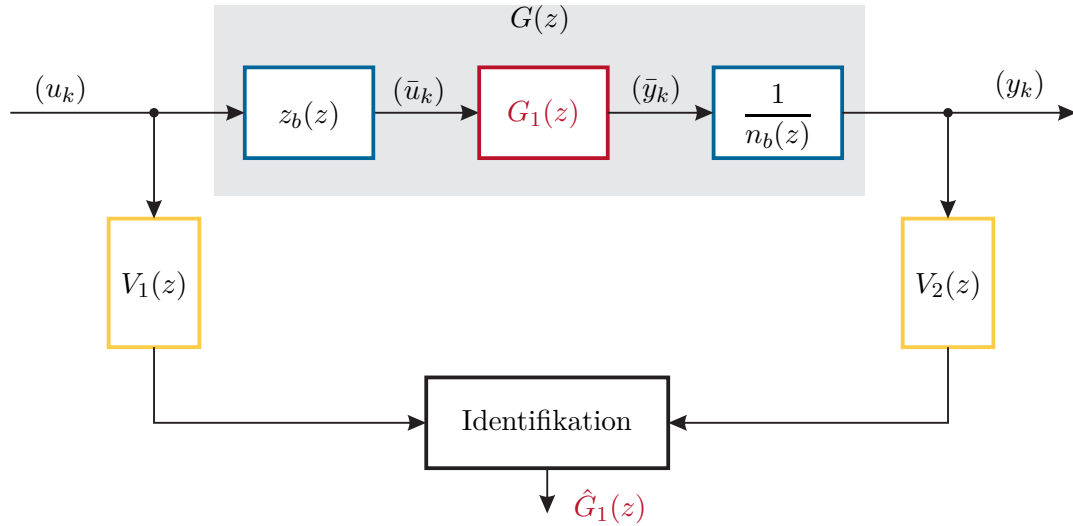 G(z)
(u_k)
z_b(z)
(ū_k)
G_1(z)
(ȳ_k)
1
n_b(z)
(y_k)
V_1(z)
V_2(z)
Identifikation
Ĝ_1(z)